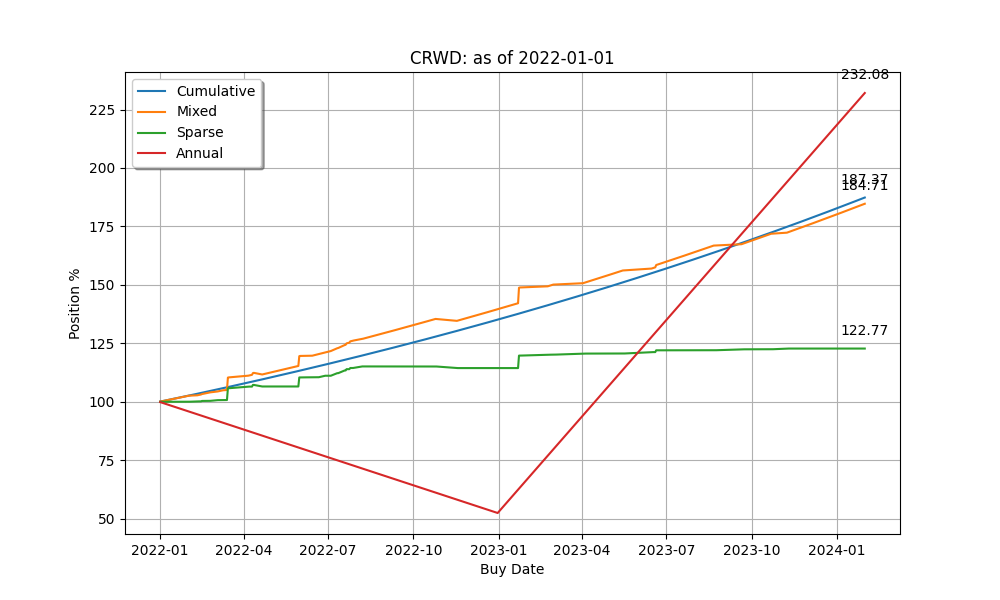 CRWD: as of 2022-01-01
232.08
Cumulative
Mixed
Sparse
Annual
187.37
184.71
122.77
225
200
175
150
125
100
75
50
Position %
2022-01 2022-04 2022-07 2022-10 2023-01 2023-04 2023-07 2023-10 2024-01
Buy Date